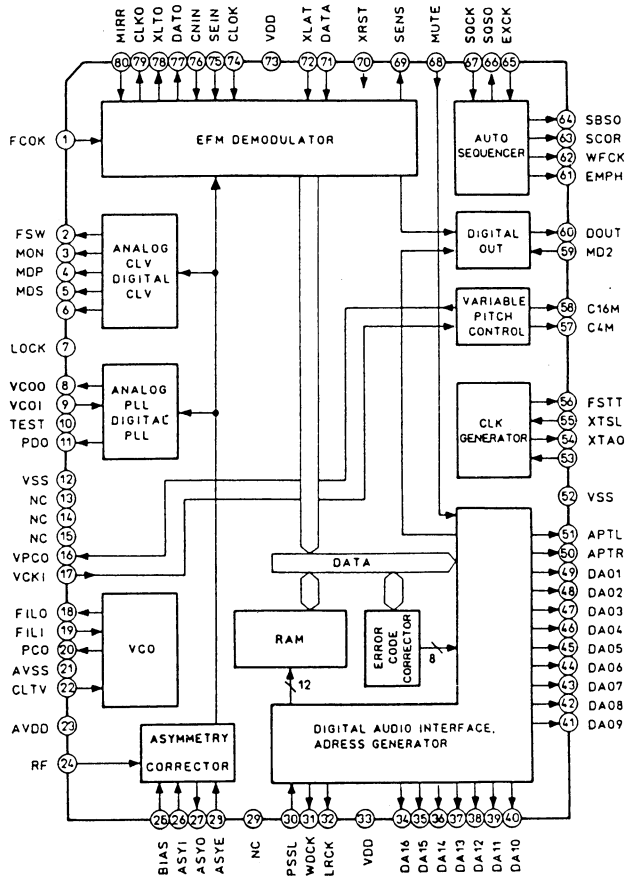 MIRR
CLKO
XLTO
DATO
CNIN
SEIN
CLOK
VDD
XLAT
DATA
XRST
SENS
MUTE
SQCK
SQSO
EXCK
80
79
78
77
76
75
74
73
72
71
70
69
68
67
66
65
FCOK 1
EFM DEMODULATOR
AUTO
SEQUENCER
64 SBSO
63 SCOR
62 WFCK
61 EMPH
FSW 2
MON 3
MDP 4
MDS 5
6
ANALOG
CLV
DIGITAL
CLV
DIGITAL
OUT
60 DOUT
59 MD2
VARIABLE
PITCH
CONTROL
58 C16M
57 C4M
LOCK 7
VCOO 8
VCOI 9
TEST 10
PDO 11
ANALOG
PLL
DIGITAL
PLL
CLK
GENERATOR
56 FSTT
55 XTSL
54 XTAO
53
VSS 12
NC 13
NC 14
NC 15
VPCO 16
VCKI 17
52 VSS
51 APTL
50 APTR
49 DA01
48 DA02
47 DA03
46 DA04
45 DA05
44 DA06
43 DA07
42 DA08
41 DA09
DATA
RAM
ERROR
CODE
CORRECTOR
8
12
FILO 18
FILI 19
PCO 20
AVSS 21
CLTV 22
VCO
AVDD 23
RF 24
ASYMMETRY
CORRECTOR
DIGITAL AUDIO INTERFACE,
ADRESS GENERATOR
25
26
27
28
29
30
31
32
33
34
35
36
37
38
39
40
BIAS
ASYI
ASYO
ASYE
NC
PSSL
WDCK
LRCK
VDD
DA16
DA15
DA14
DA13
DA12
DA11
DA10